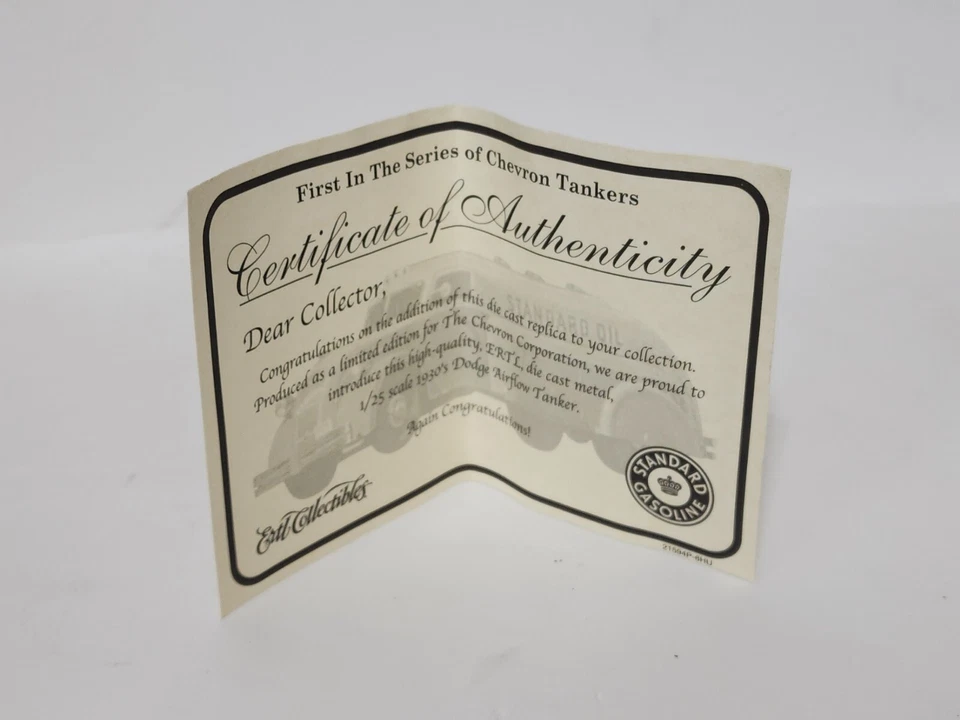 First In The Series of Chevron Tankers
Certificate of Authenticity
Dear Collector,
Congratulations on the addition of this die cast replica to your collection.
Produced as a limited edition for The Chevron Corporation, we are proud to
introduce this high-quality, ERTL, die cast metal,
1/25 scale 1930's Dodge Airflow Tanker.
Again Congratulations!
STANDARD OIL
Ertl Collectibles
STANDARD
GASOLINE